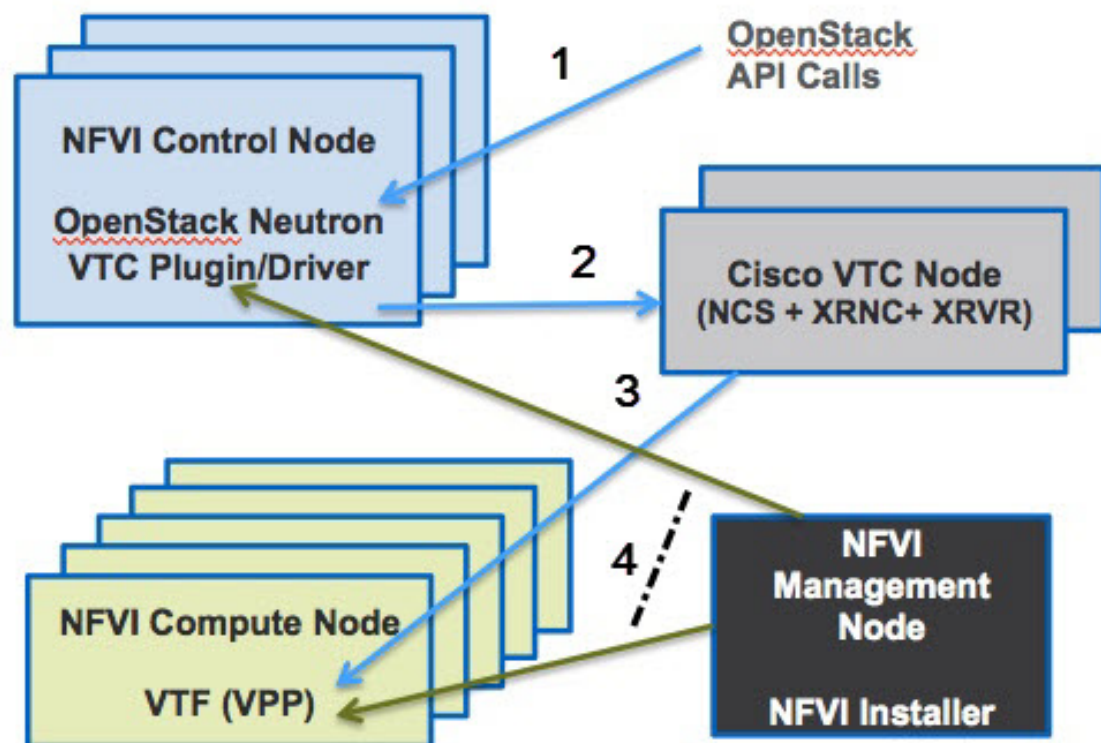 OpenStack
API Calls
1
NFVI Control Node
OpenStack Neutron
VTC Plugin/Driver
2
Cisco VTC Node
(NCS + XRNC+ XRVR)
3
4
NFVI Compute Node
VTF (VPP)
NFVI
Management
Node
NFVI Installer